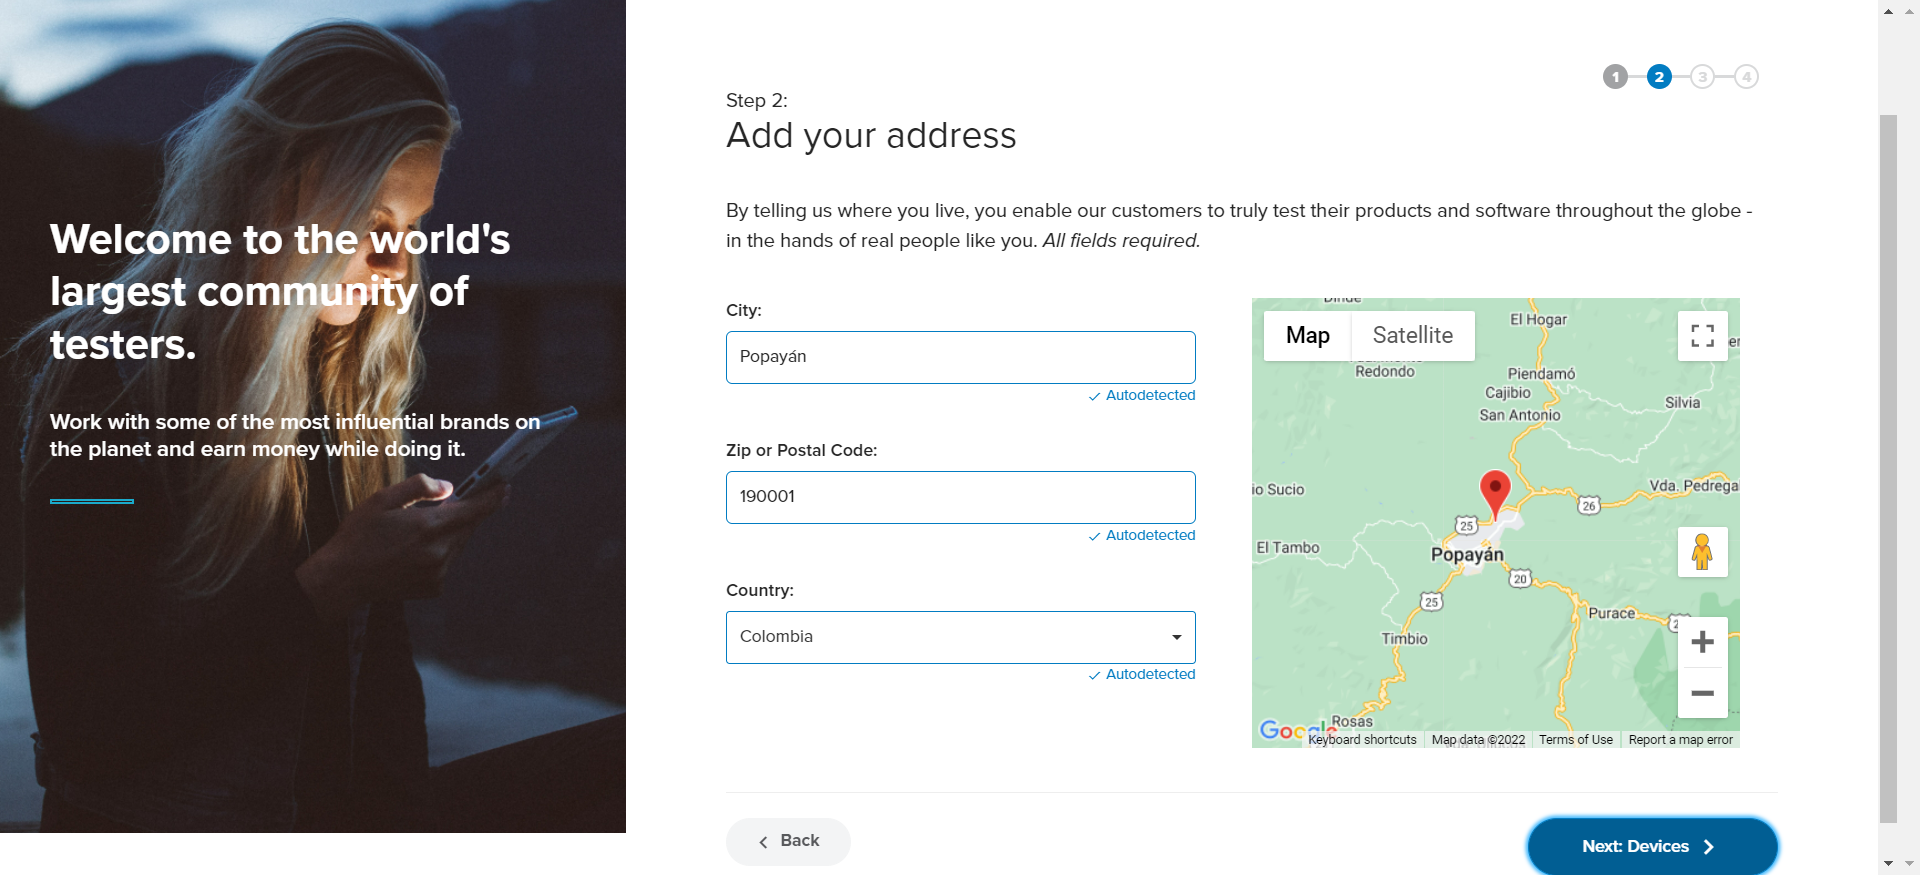 Welcome to the world's
largest community of
testers.
Work with some of the most influential brands on
the planet and earn money while doing it.
1 2 3 4
Step 2:
Add your address
By telling us where you live, you enable our customers to truly test their products and software throughout the globe -
in the hands of real people like you. All fields required.
City:
Popayán
✓ Autodetected
Zip or Postal Code:
190001
✓ Autodetected
Country:
Colombia
✓ Autodetected
Map Satellite
El Hogar
Redondo
Piendamó
Cajibio
San Antonio
Silvia
io Sucio
Vda. Pedrega
26
25
El Tambo
Popayán
20
25
Purace
Timbio
Rosas
Google
Keyboard shortcuts
Map data ©2022
Terms of Use
Report a map error
Back
Next: Devices